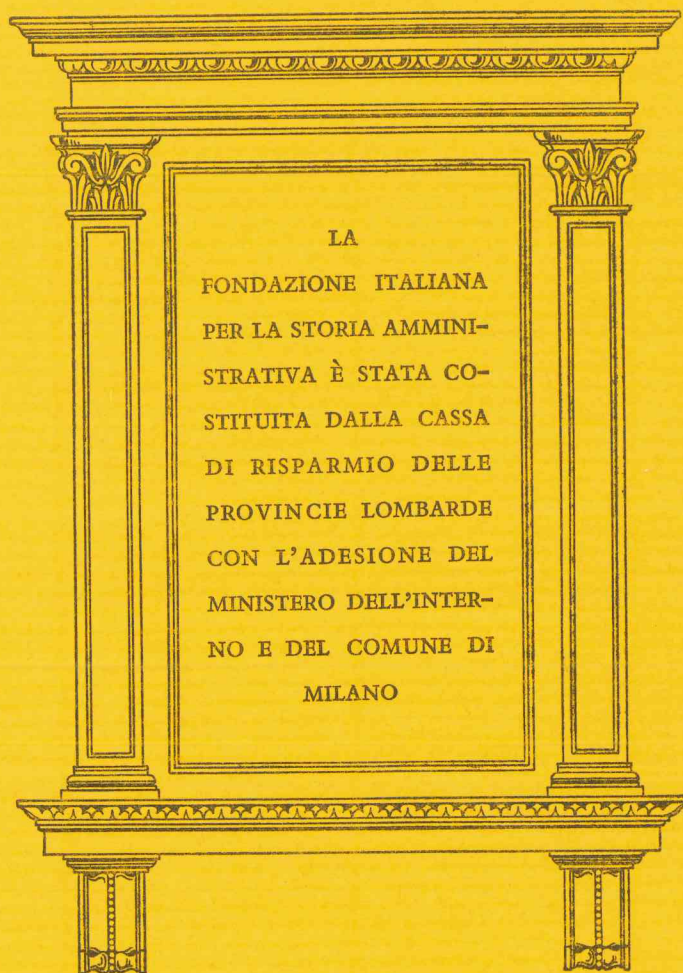 LA
FONDAZIONE ITALIANA
PER LA STORIA AMMINI-
STRATIVA È STATA CO-
STITUITA DALLA CASSA
DI RISPARMIO DELLE
PROVINCIE LOMBARDE
CON L'ADESIONE DEL
MINISTERO DELL'INTER-
NO E DEL COMUNE DI
MILANO